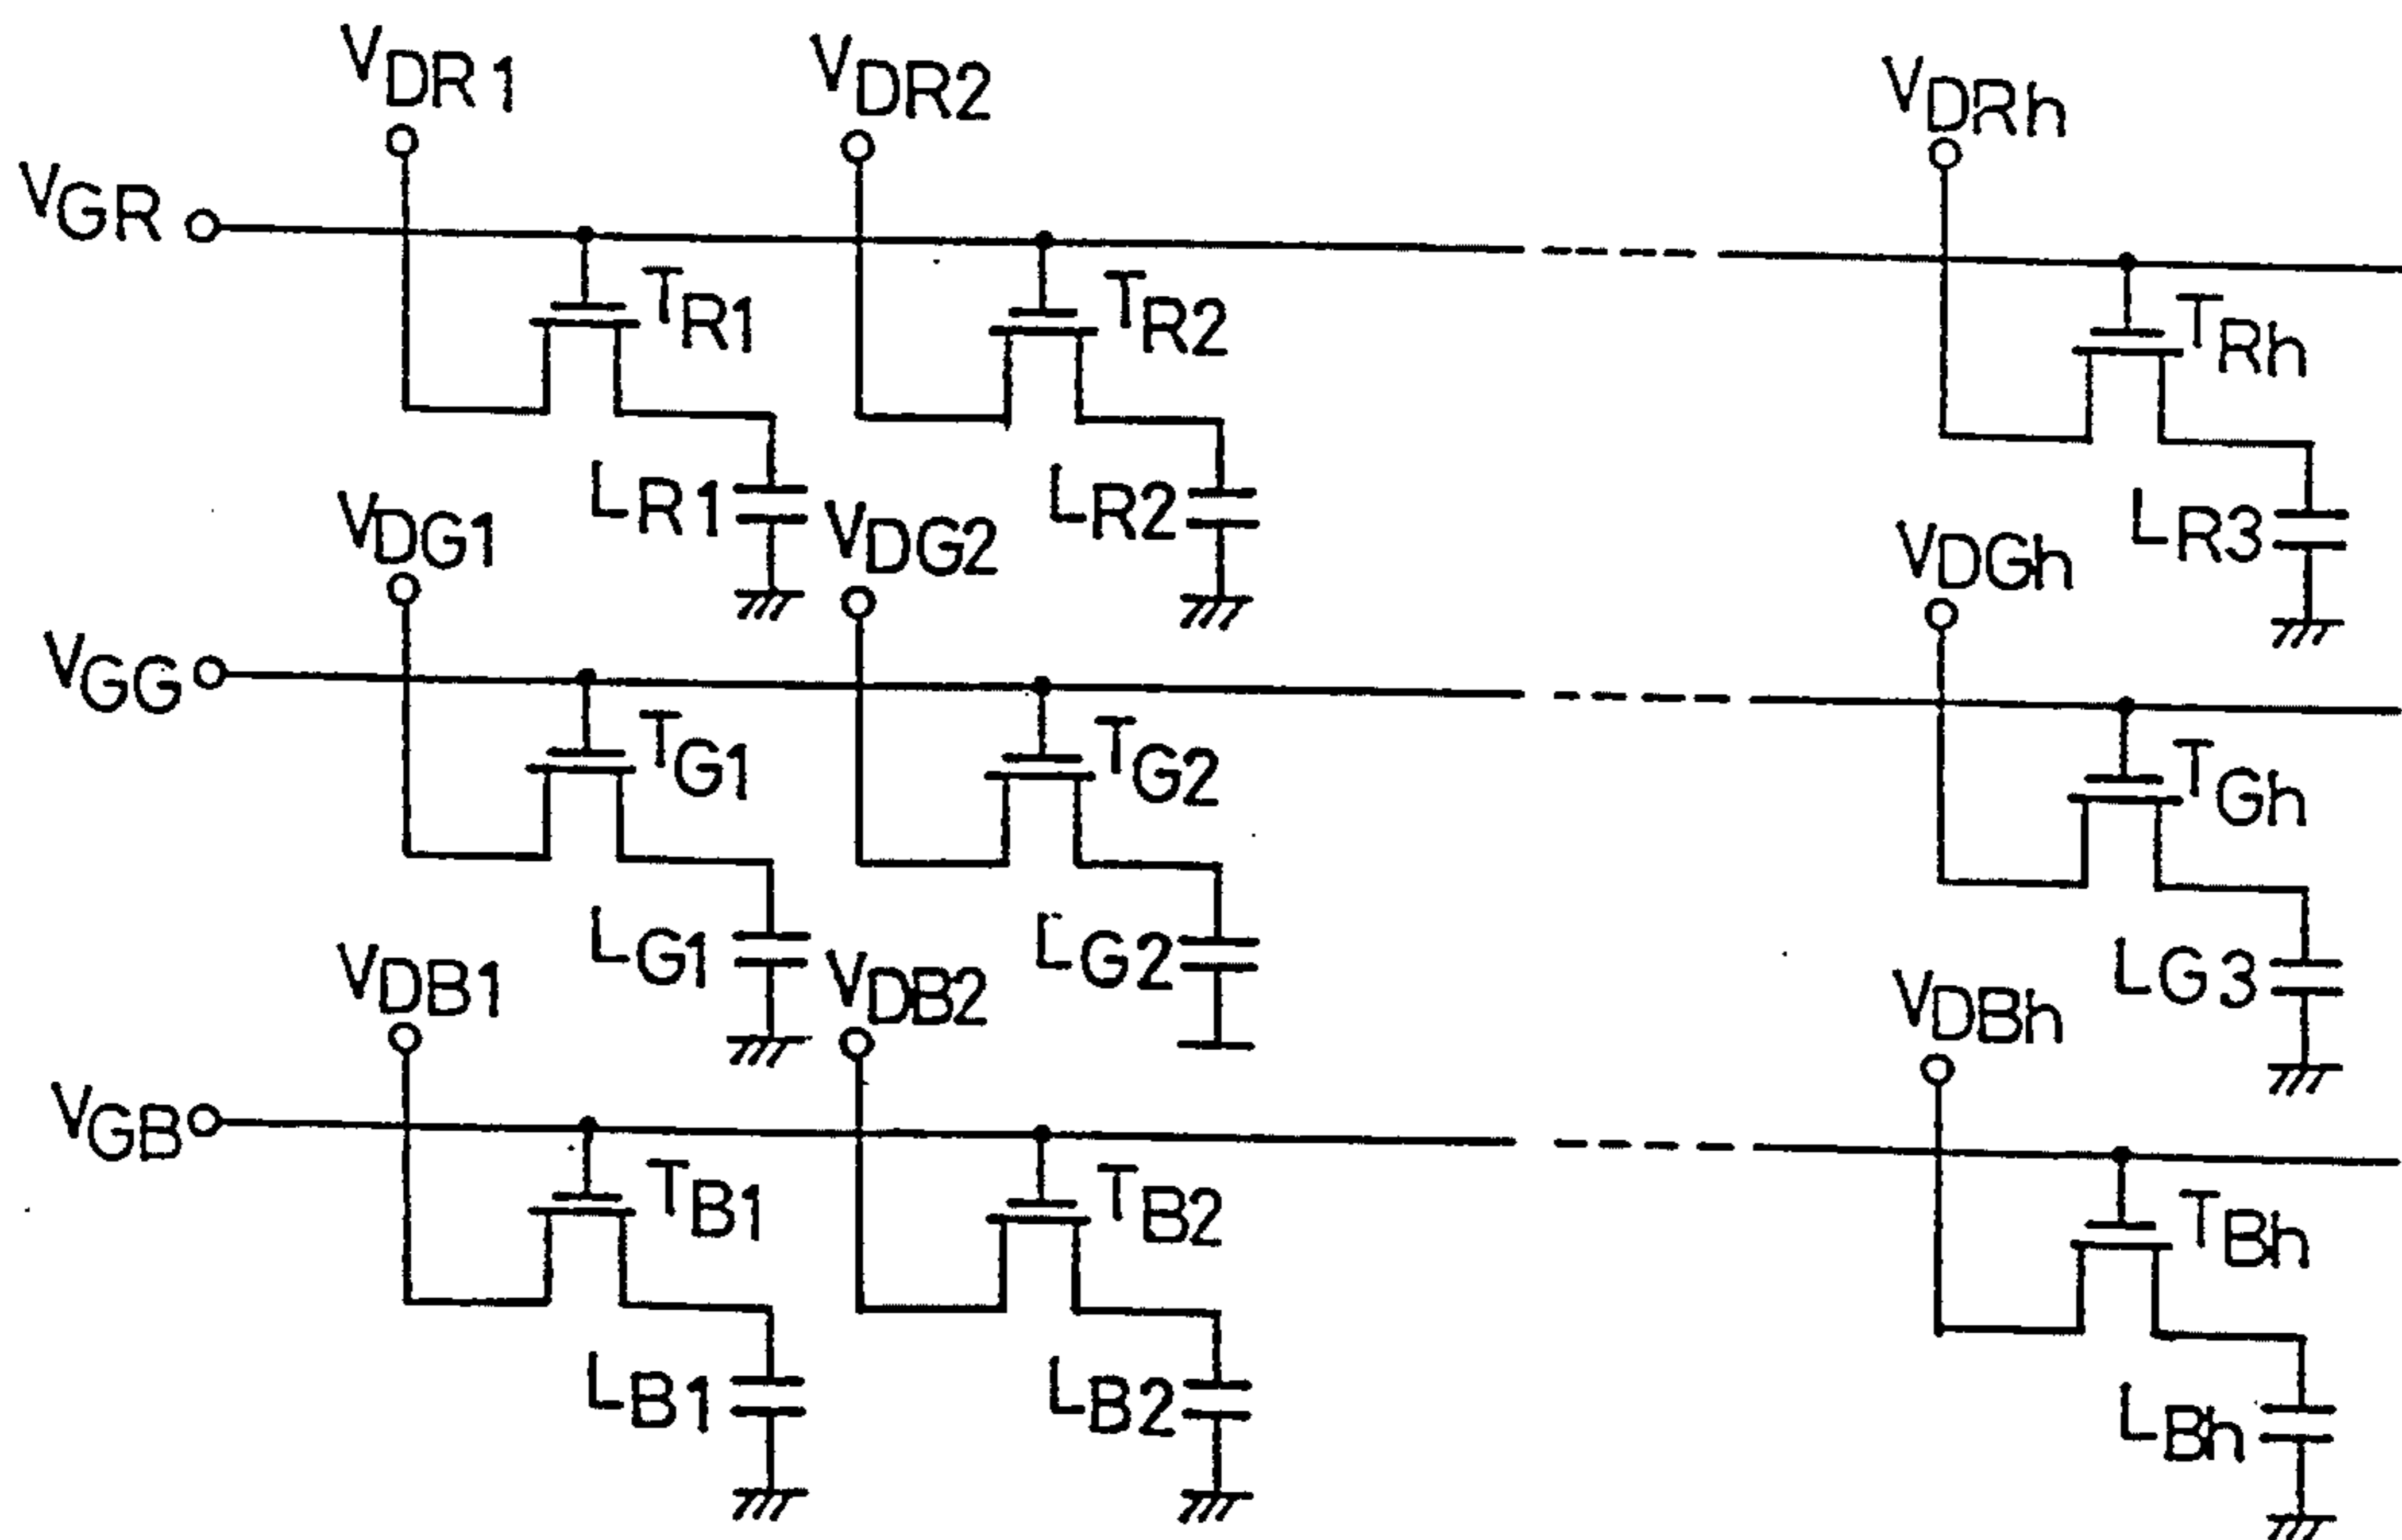 VDR1
VDR2
VDRh
VGR
TR1
TR2
TRh
LR1
LR2
LR3
VDG1
VDG2
VDGh
VGG
TG1
TG2
TGh
LG1
LG2
LG3
VDB1
VDB2
VDBh
VGB
TB1
TB2
TBh
LB1
LB2
LBh